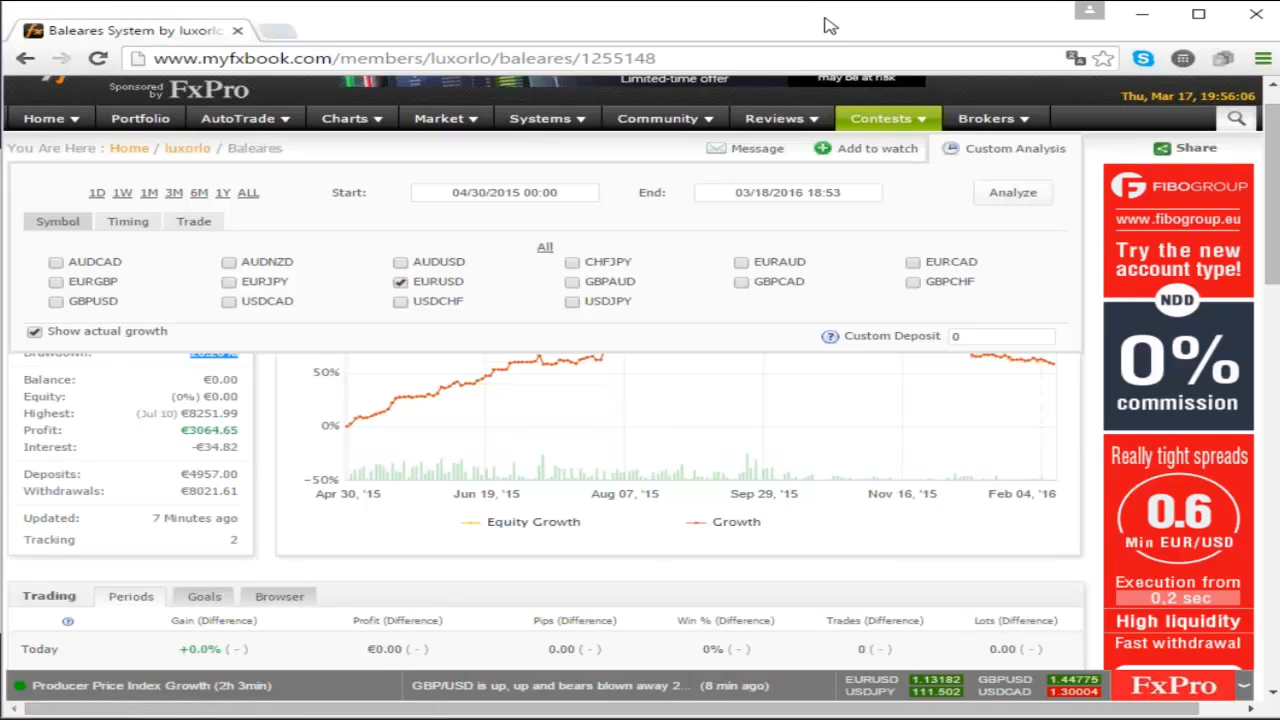 Baleares System by luxorlo
www.myfxbook.com/members/luxorlo/baleares/1255148
Sponsored by FxPro
Limited-time offer
may be at risk
Thu, Mar 17, 19:56:06
Home Portfolio AutoTrade Charts Market Systems Community Reviews Contests Brokers
You Are Here : Home / luxorlo / Baleares
Message Add to watch Custom Analysis
Share
1D 1W 1M 3M 6M 1Y ALL Start: 04/30/2015 00:00 End: 03/18/2016 18:53 Analyze
Symbol Timing Trade
All
AUDCAD AUDNZD AUDUSD CHFJPY EURAUD EURCAD
EURGBP EURJPY EURUSD GBPAUD GBPCAD GBPCHF
GBPUSD USDCAD USDCHF USDJPY
Show actual growth
Custom Deposit 0
Drawdown:
Balance: €0.00
Equity: (0%) €0.00
Highest: (Jul 10) €8251.99
Profit: €3064.65
Interest: -€34.82
Deposits: €4957.00
Withdrawals: €8021.61
Updated: 7 Minutes ago
Tracking 2
50%
0%
-50%
Apr 30, '15 Jun 19, '15 Aug 07, '15 Sep 29, '15 Nov 16, '15 Feb 04, '16
Equity Growth Growth
Trading Periods Goals Browser
Gain (Difference) Profit (Difference) Pips (Difference) Win % (Difference) Trades (Difference) Lots (Difference)
Today +0.0% ( - ) €0.00 ( - ) 0.00 ( - ) 0% ( - ) 0 ( - ) 0.00 ( - )
Producer Price Index Growth (2h 3min)
GBP/USD is up, up and bears blown away 2... (8 min ago)
EURUSD 1.13182 GBPUSD 1.44775
USDJPY 111.502 USDCAD 1.30004
FIBOGROUP
www.fibogroup.eu
Try the new
account type!
NDD
0%
commission
Really tight spreads
0.6
Min EUR/USD
Execution from
0,2 sec
High liquidity
Fast withdrawal
FxPro